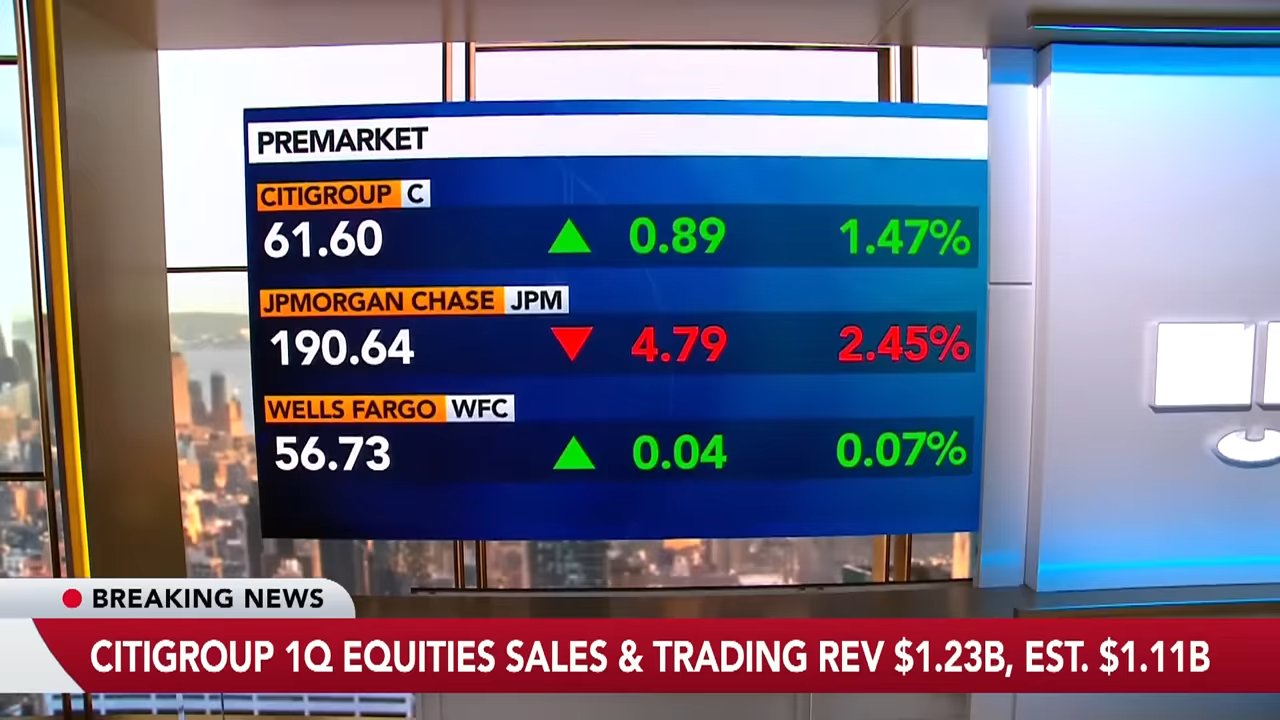 PREMARKET
CITIGROUP C
61.60 ▲ 0.89 1.47%
JPMORGAN CHASE JPM
190.64 ▼ 4.79 2.45%
WELLS FARGO WFC
56.73 ▲ 0.04 0.07%
BREAKING NEWS
CITIGROUP 1Q EQUITIES SALES & TRADING REV $1.23B, EST. $1.11B